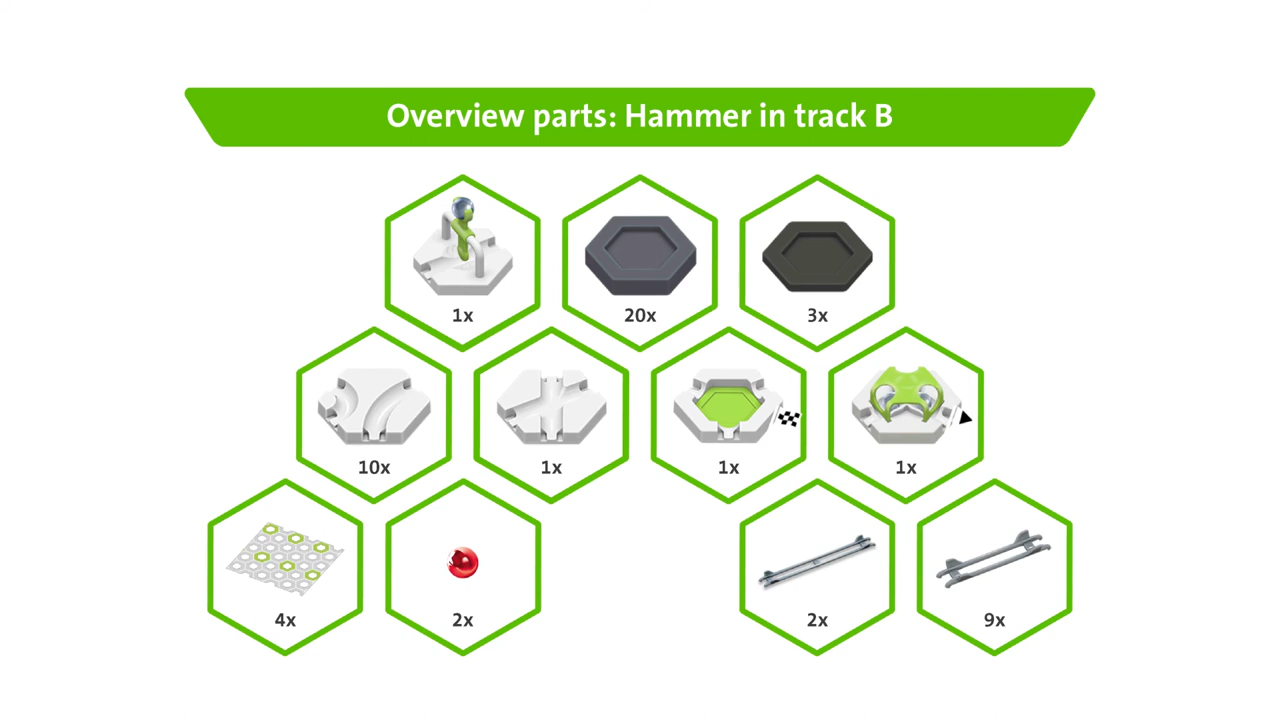 Overview parts: Hammer in track B
1x
20x
3x
10x
1x
1x
1x
4x
2x
2x
9x